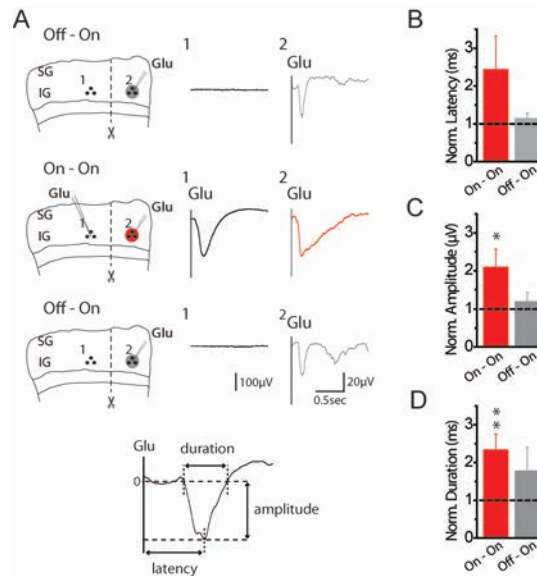 A
Off - On
SG
IG
1
2
Glu
1
2
On - On
Glu
SG
IG
1
2
Glu
1
Glu
2
Glu
Off - On
SG
IG
1
2
Glu
1
2
Glu
100µV
20µV
0.5sec
Glu
duration
0
amplitude
latency
B
Norm. Latency (ms)
3
2
1
0
On - On
Off - On
C
Norm. Amplitude (µV)
3
2
1
0
*
On - On
Off - On
D
Norm. Duration (ms)
3
2
1
0
**
On - On
Off - On